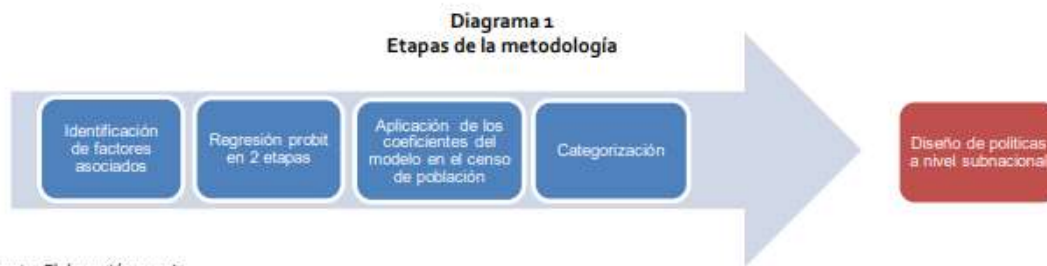 Diagrama 1
Etapas de la metodología
Identificación
de factores
asociados
Regresión probit
en 2 etapas
Aplicación de los
coeficientes del
modelo en el censo
de población
Categorización
Diseño de políticas
a nivel subnacional